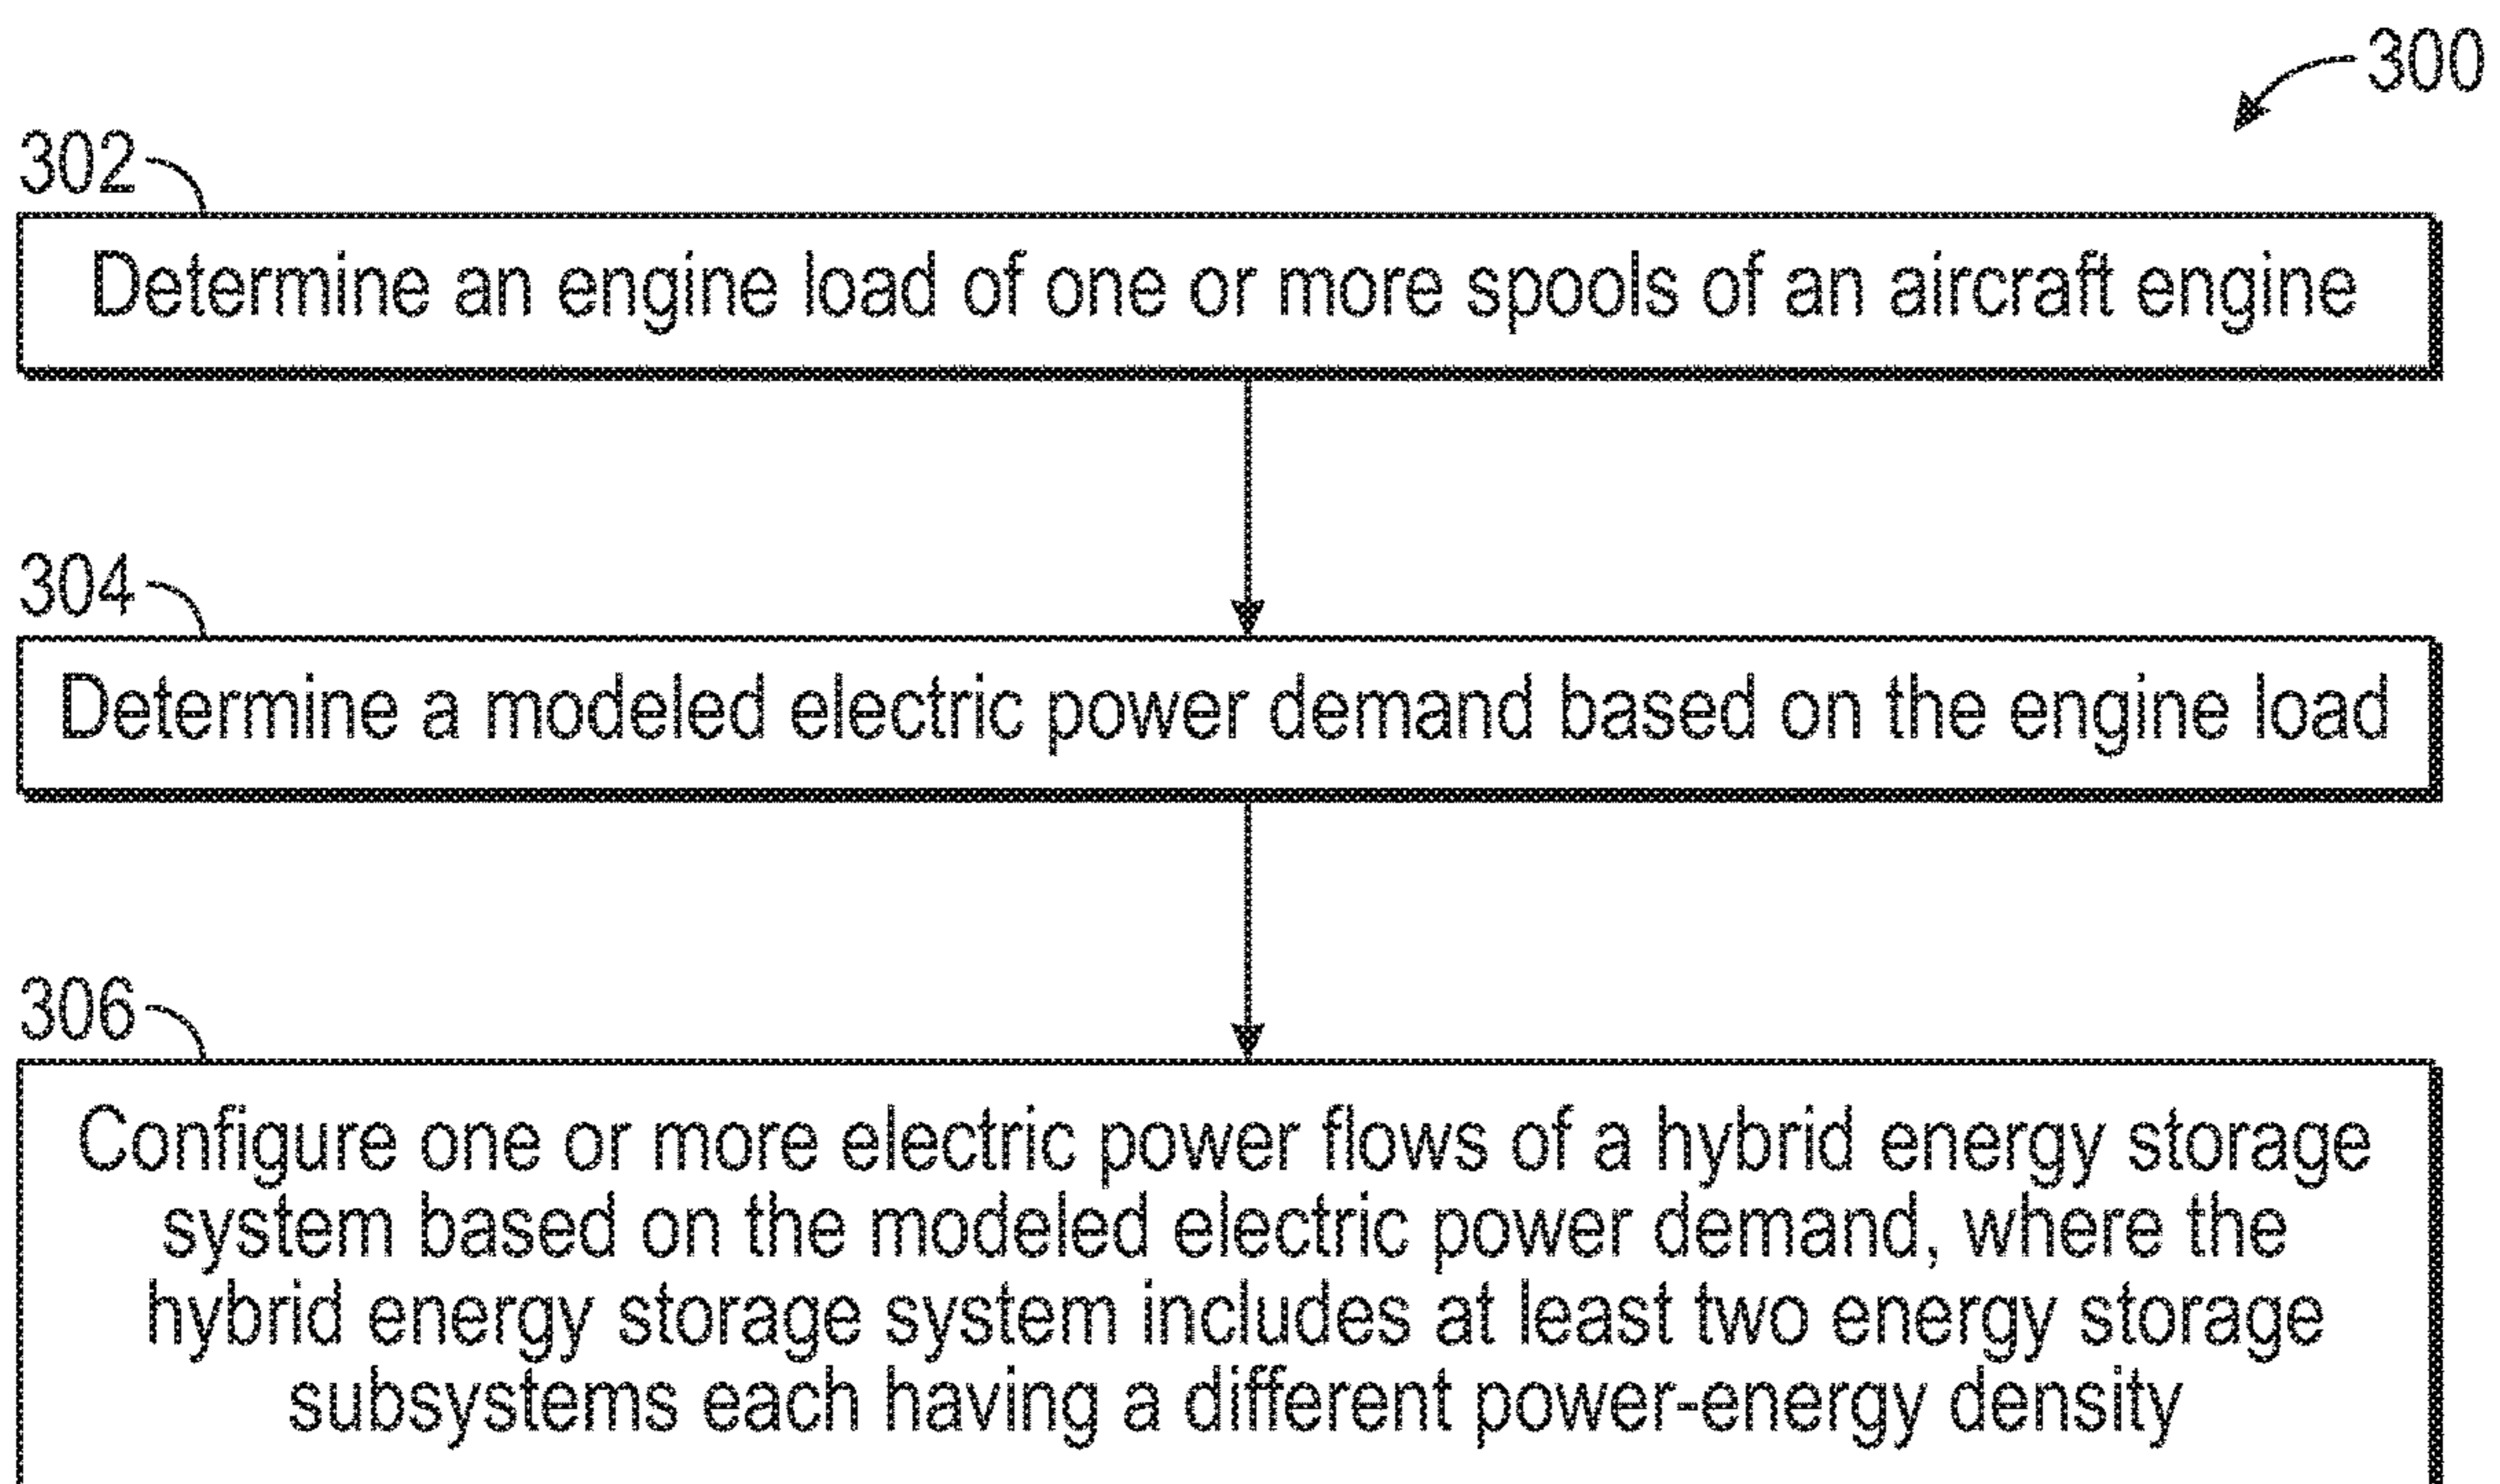 300
302
Determine an engine load of one or more spools of an aircraft engine
304
Determine a modeled electric power demand based on the engine load
306
Configure one or more electric power flows of a hybrid energy storage
system based on the modeled electric power demand, where the
hybrid energy storage system includes at least two energy storage
subsystems each having a different power-energy density